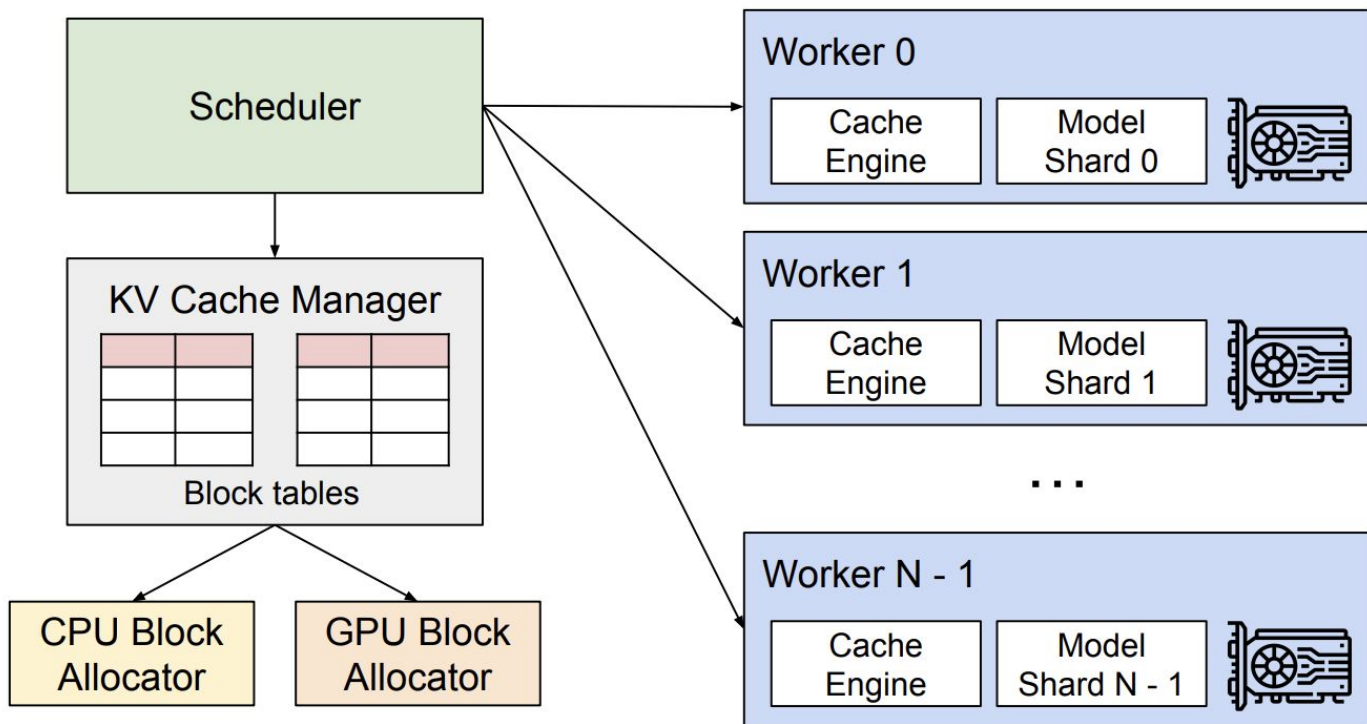 Scheduler
KV Cache Manager
Block tables
CPU Block
Allocator
GPU Block
Allocator
Worker 0
Cache
Engine
Model
Shard 0
Worker 1
Cache
Engine
Model
Shard 1
...
Worker N - 1
Cache
Engine
Model
Shard N - 1